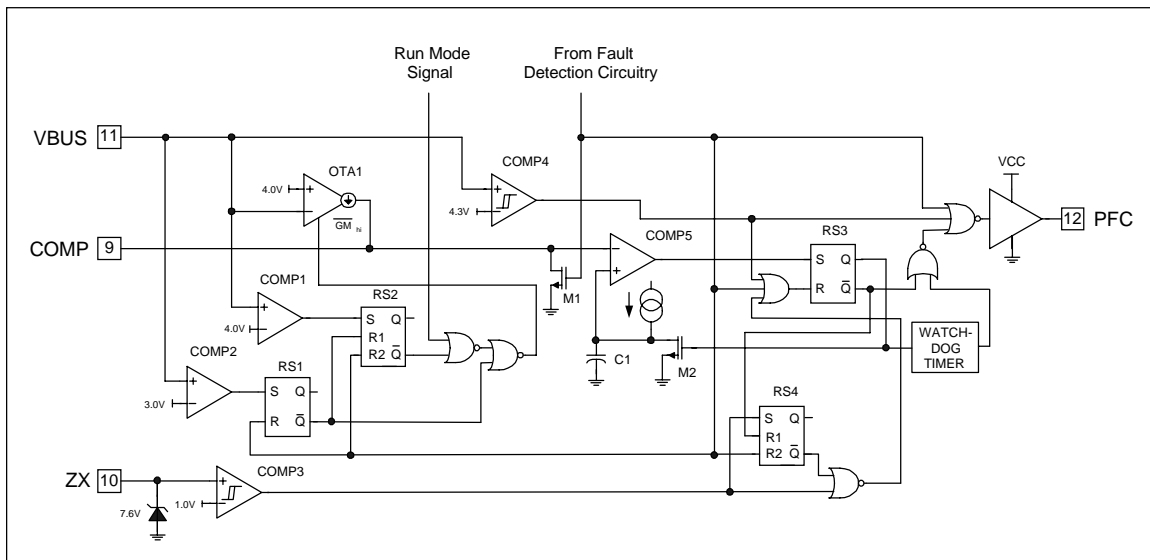 Run Mode
Signal
From Fault
Detection Circuitry
VBUS 11
VCC
OTA1
COMP4
4.0V
+
−
GM hi
+
−
4.3V
12 PFC
COMP 9
COMP5
−
+
RS3
S Q
R Q
M1
COMP1
+
−
4.0V
RS2
S Q
R1
R2 Q
COMP2
+
−
3.0V
RS1
S Q
R Q
C1
M2
WATCH-
DOG
TIMER
RS4
S Q
R1
R2 Q
ZX 10
COMP3
+
−
1.0V
7.6V